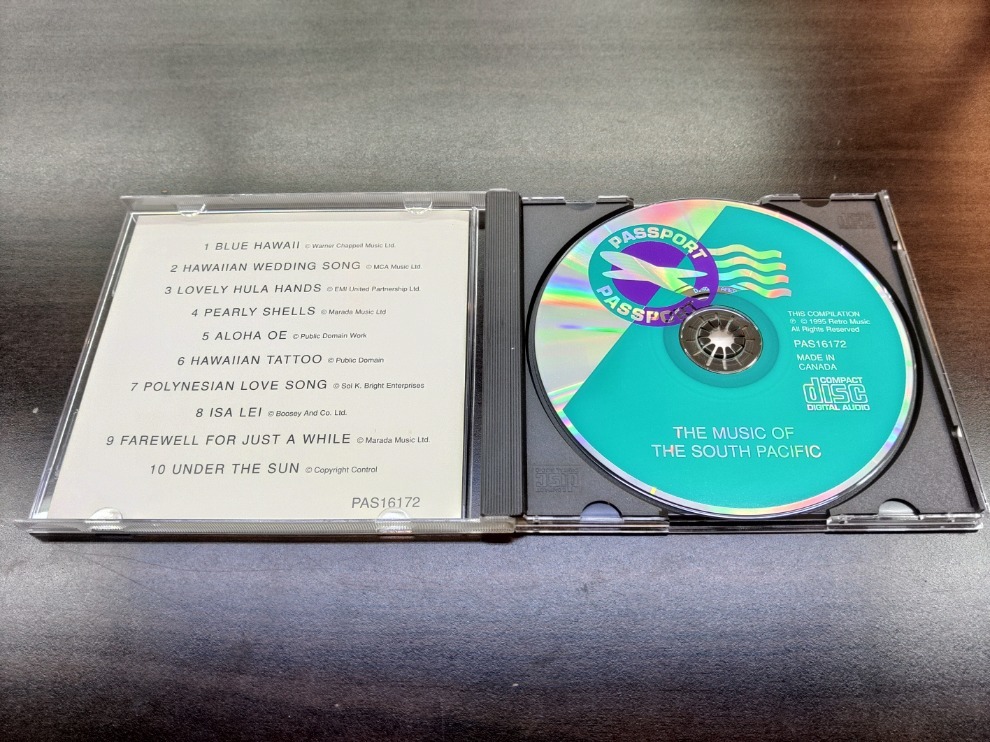 1 BLUE HAWAII © Warner Chappell Music Ltd.
2 HAWAIIAN WEDDING SONG © MCA Music Ltd.
3 LOVELY HULA HANDS © EMI United Partnership Ltd.
4 PEARLY SHELLS © Marada Music Ltd
5 ALOHA OE © Public Domain Work
6 HAWAIIAN TATTOO © Public Domain
7 POLYNESIAN LOVE SONG © Sol K. Bright Enterprises
8 ISA LEI © Boosey And Co. Ltd.
9 FAREWELL FOR JUST A WHILE © Marada Music Ltd.
10 UNDER THE SUN © Copyright Control
PAS16172
PASSPORT
PASSPORT
THIS COMPILATION
℗ © 1995 Retro Music
All Rights Reserved
PAS16172
MADE IN
CANADA
COMPACT
disc
DIGITAL AUDIO
THE MUSIC OF
THE SOUTH PACIFIC